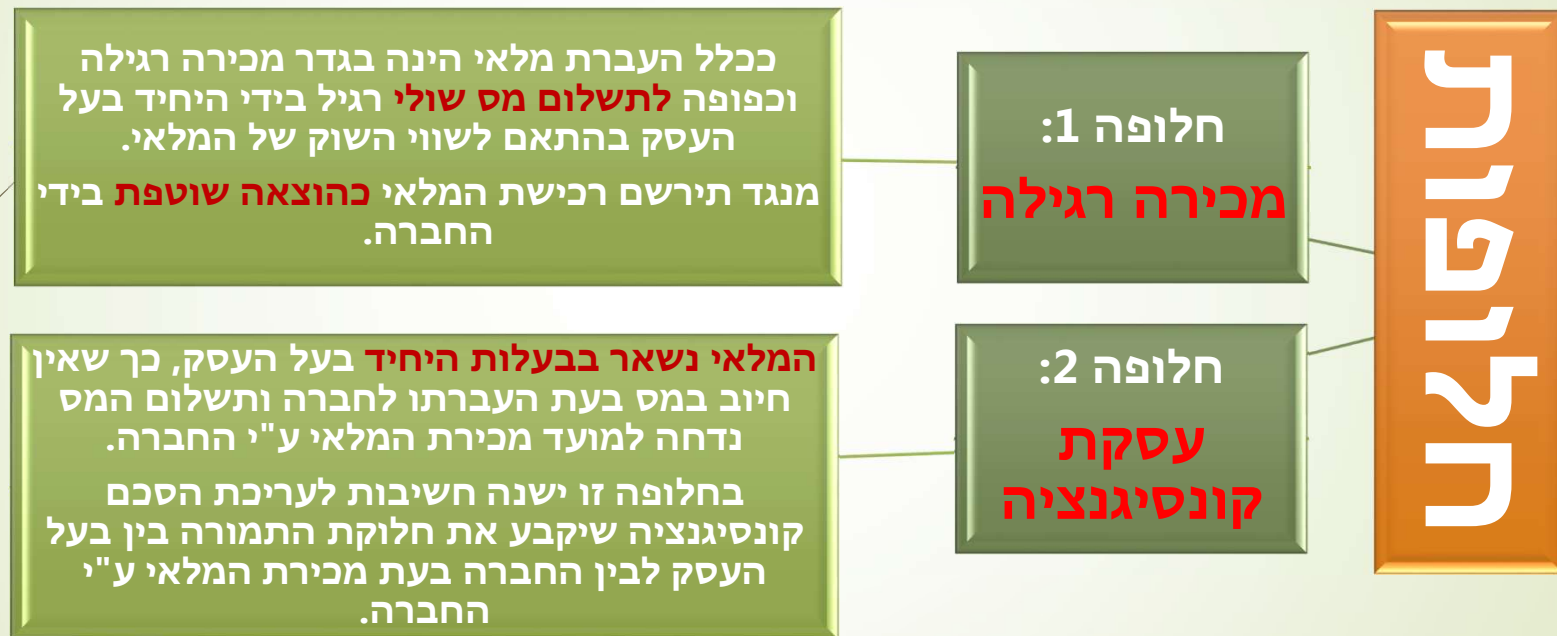 חלופות
חלופה 1:
מכירה רגילה
ככלל העברת מלאי הינה בגדר מכירה רגילה
וכפופה לתשלום מס שולי רגיל בידי היחיד בעל
העסק בהתאם לשווי השוק של המלאי.
מנגד תירשם רכישת המלאי כהוצאה שוטפת בידי
החברה.
חלופה 2:
עסקת
קונסיגנציה
המלאי נשאר בבעלות היחיד בעל העסק, כך שאין
חיוב במס בעת העברתו לחברה ותשלום המס
נדחה למועד מכירת המלאי ע"י החברה.
בחלופה זו ישנה חשיבות לעריכת הסכם
קונסיגנציה שיקבע את חלוקת התמורה בין בעל
העסק לבין החברה בעת מכירת המלאי ע"י
החברה.